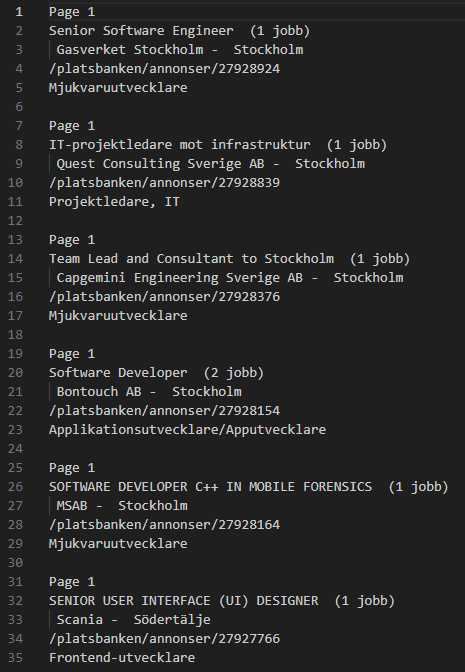 1 Page 1
2 Senior Software Engineer  (1 jobb)
3  Gasverket Stockholm -  Stockholm
4 /platsbanken/annonser/27928924
5 Mjukvaruutvecklare
6
7 Page 1
8 IT-projektledare mot infrastruktur  (1 jobb)
9  Quest Consulting Sverige AB -  Stockholm
10 /platsbanken/annonser/27928839
11 Projektledare, IT
12
13 Page 1
14 Team Lead and Consultant to Stockholm  (1 jobb)
15  Capgemini Engineering Sverige AB -  Stockholm
16 /platsbanken/annonser/27928376
17 Mjukvaruutvecklare
18
19 Page 1
20 Software Developer  (2 jobb)
21  Bontouch AB -  Stockholm
22 /platsbanken/annonser/27928154
23 Applikationsutvecklare/Apputvecklare
24
25 Page 1
26 SOFTWARE DEVELOPER C++ IN MOBILE FORENSICS  (1 jobb)
27  MSAB -  Stockholm
28 /platsbanken/annonser/27928164
29 Mjukvaruutvecklare
30
31 Page 1
32 SENIOR USER INTERFACE (UI) DESIGNER  (1 jobb)
33  Scania -  Södertälje
34 /platsbanken/annonser/27927766
35 Frontend-utvecklare